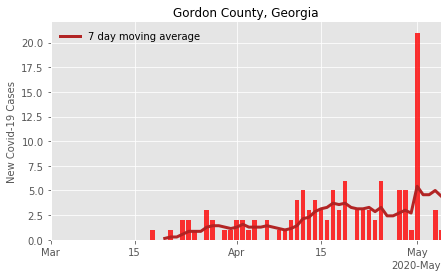 Gordon County, Georgia
7 day moving average
New Covid-19 Cases
20.0
17.5
15.0
12.5
10.0
7.5
5.0
2.5
0.0
Mar
15
Apr
15
May
2020-May